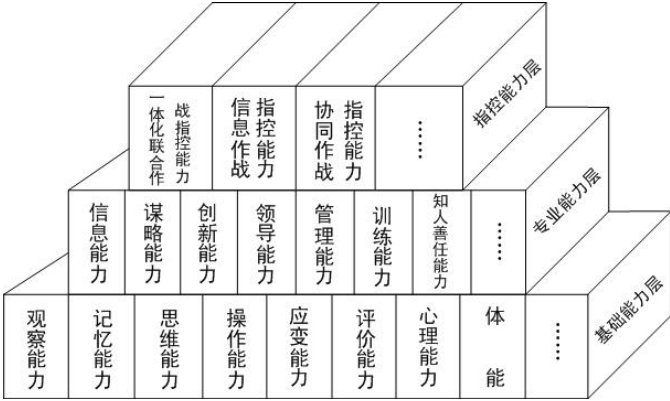 一体化联合作
战指控能力
信息作战
指控能力
协同作战
指控能力
……
指控能力层
信息能力
谋略能力
创新能力
领导能力
管理能力
训练能力
知人善任能力
……
专业能力层
观察能力
记忆能力
思维能力
操作能力
应变能力
评价能力
心理能力
体能
……
基础能力层